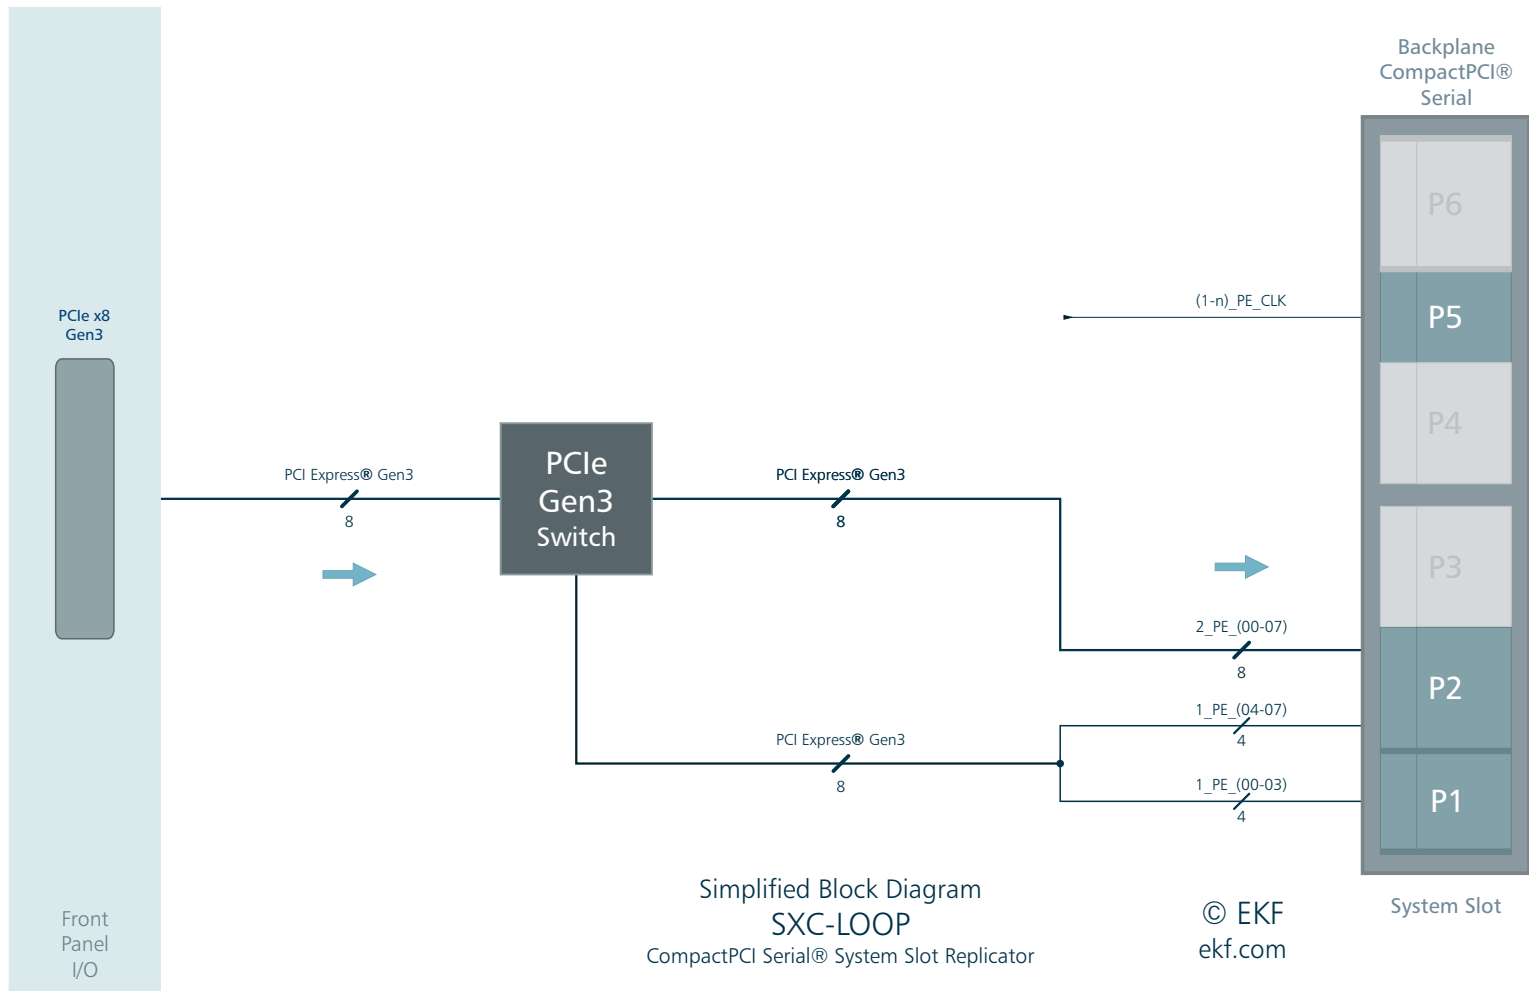 Backplane
CompactPCI®
Serial
P6
(1-n)_PE_CLK
P5
PCIe x8
Gen3
P4
PCI Express® Gen3
8
PCIe
Gen3
Switch
PCI Express® Gen3
8
P3
2_PE_(00-07)
8
P2
1_PE_(04-07)
4
PCI Express® Gen3
8
1_PE_(00-03)
4
P1
Simplified Block Diagram
SXC-LOOP
CompactPCI Serial® System Slot Replicator
© EKF
ekf.com
System Slot
Front
Panel
I/O